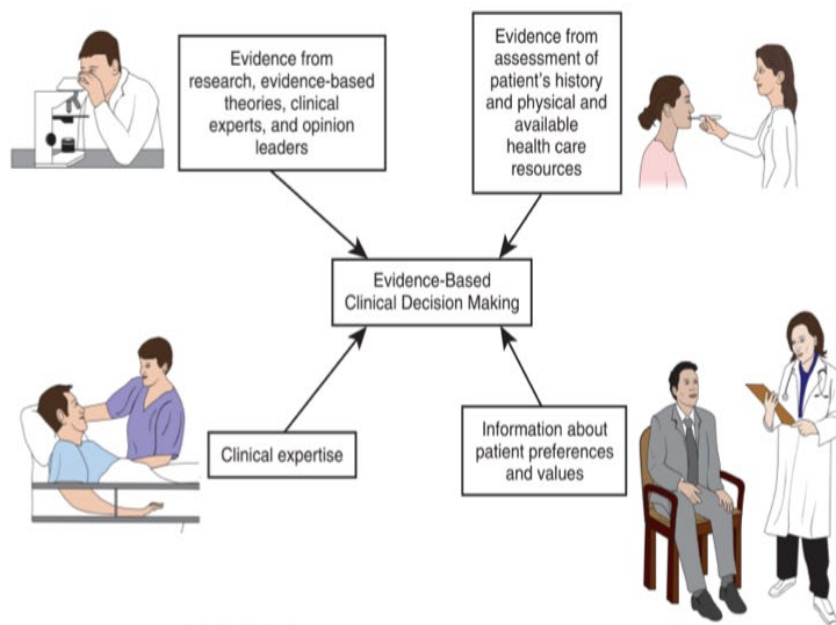 Evidence from
research, evidence-based
theories, clinical
experts, and opinion
leaders
Evidence from
assessment of
patient's history
and physical and
available
health care
resources
Evidence-Based
Clinical Decision Making
Clinical expertise
Information about
patient preferences
and values